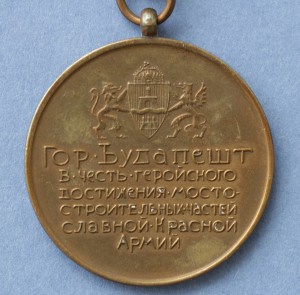 Гор·Будапешт
В·честь·геройского
достижения·мосто-
строительных·частей
славной·Красной
Армии